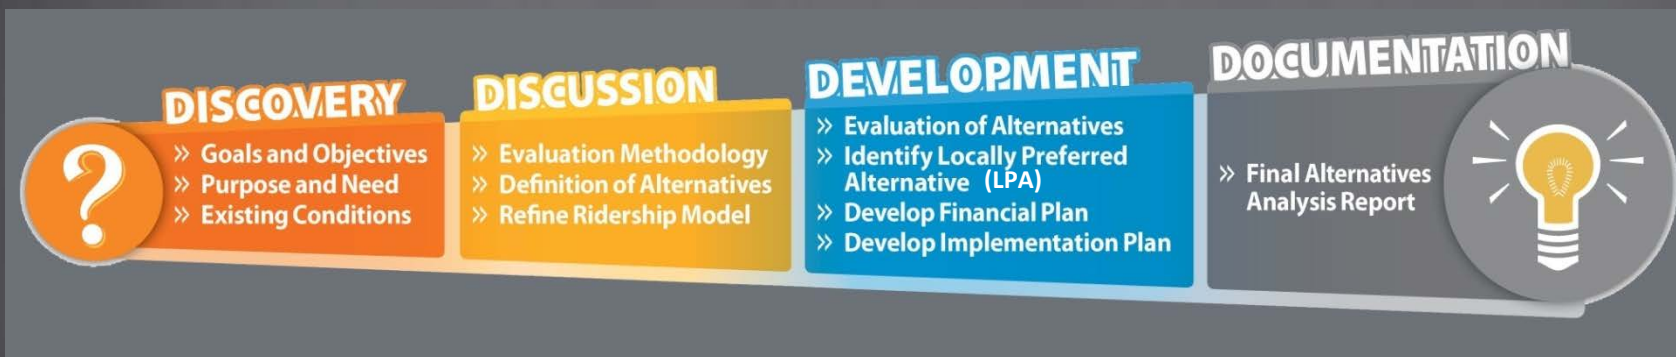 ?
DISCOVERY
» Goals and Objectives
» Purpose and Need
» Existing Conditions
DISCUSSION
» Evaluation Methodology
» Definition of Alternatives
» Refine Ridership Model
DEVELOPMENT
» Evaluation of Alternatives
» Identify Locally Preferred
Alternative (LPA)
» Develop Financial Plan
» Develop Implementation Plan
DOCUMENTATION
» Final Alternatives
Analysis Report